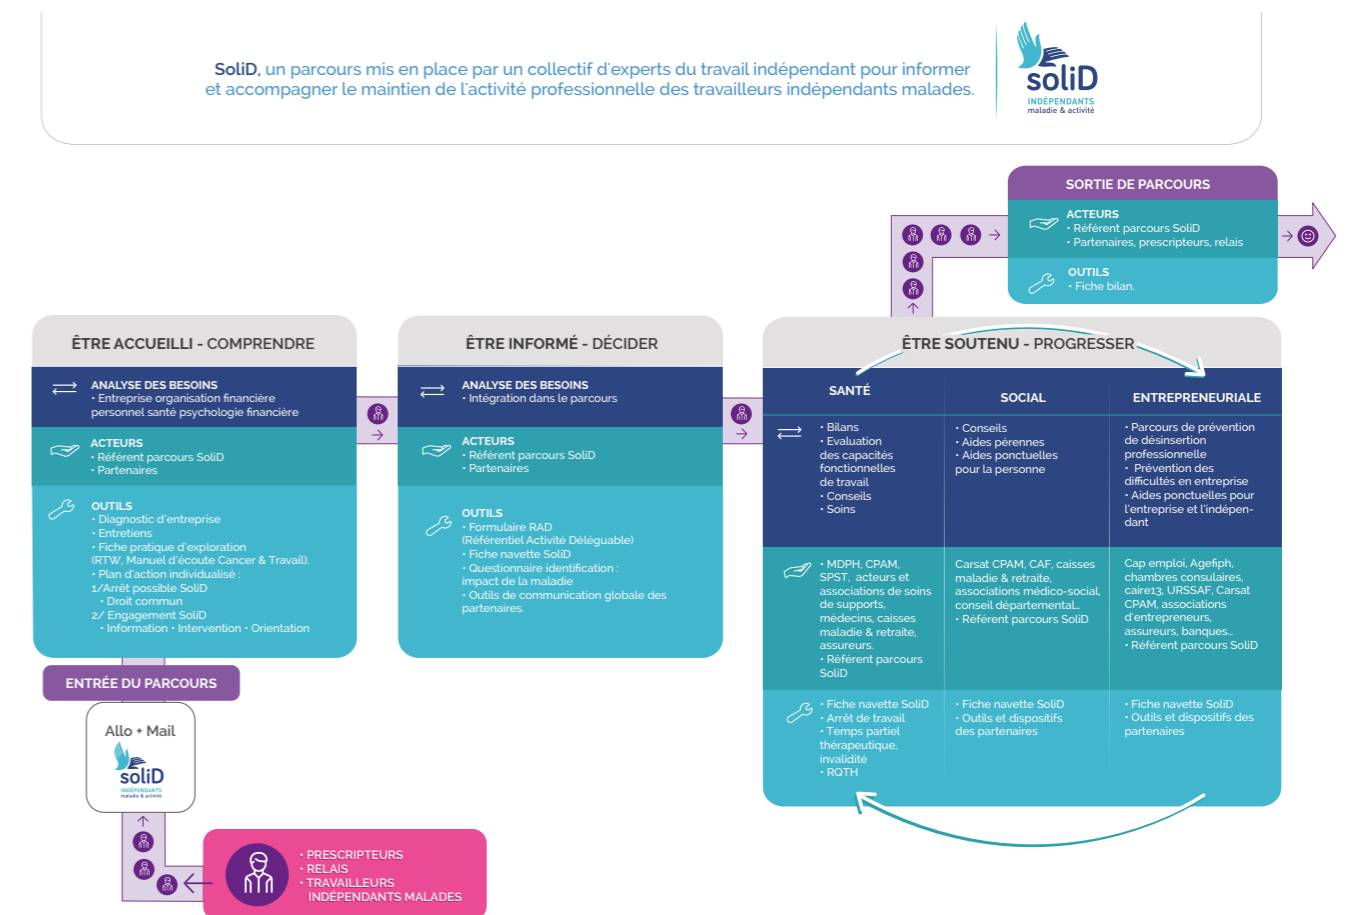 SoliD, un parcours mis en place par un collectif d'experts du travail indépendant pour informer
et accompagner le maintien de l'activité professionnelle des travailleurs indépendants malades.
soliD
INDÉPENDANTS
maladie & activité
SORTIE DE PARCOURS
ACTEURS
• Référent parcours SoliD
• Partenaires, prescripteurs, relais
OUTILS
• Fiche bilan.
ÊTRE ACCUEILLI - COMPRENDRE
ANALYSE DES BESOINS
• Entreprise organisation financière
personnel santé psychologie financière
ACTEURS
• Référent parcours SoliD
• Partenaires
OUTILS
• Diagnostic d'entreprise
• Entretiens
• Fiche pratique d'exploration
(RTW, Manuel d'écoute Cancer & Travail).
• Plan d'action individualisé :
1/Arrêt possible SoliD
• Droit commun
2/ Engagement SoliD
• Information • Intervention • Orientation
ÊTRE INFORMÉ - DÉCIDER
ANALYSE DES BESOINS
• Intégration dans le parcours
ACTEURS
• Référent parcours SoliD
• Partenaires
OUTILS
• Formulaire RAD
(Référentiel Activité Déléguable)
• Fiche navette SoliD
• Questionnaire identification :
impact de la maladie
• Outils de communication globale des
partenaires.
ÊTRE SOUTENU - PROGRESSER
SANTÉ
• Bilans
• Evaluation
des capacités
fonctionnelles
de travail
• Conseils
• Soins
• MDPH, CPAM,
SPST, acteurs et
associations de soins
de supports,
médecins, caisses
maladie & retraite,
assureurs.
• Référent parcours
SoliD
• Fiche navette SoliD
• Arrêt de travail
• Temps partiel
thérapeutique,
invalidité
• RQTH
SOCIAL
• Conseils
• Aides pérennes
• Aides ponctuelles
pour la personne
Carsat CPAM, CAF, caisses
maladie & retraite,
associations médico-social,
conseil départemental...
• Référent parcours SoliD
• Fiche navette SoliD
• Outils et dispositifs
des partenaires
ENTREPRENEURIALE
• Parcours de prévention
de désinsertion
professionnelle
• Prévention des
difficultés en entreprise
• Aides ponctuelles pour
l'entreprise et l'indépen-
dant
Cap emploi, Agefiph,
chambres consulaires,
caire13, URSSAF, Carsat
CPAM, associations
d'entrepreneurs,
assureurs, banques...
• Référent parcours SoliD
• Fiche navette SoliD
• Outils et dispositifs des
partenaires
ENTRÉE DU PARCOURS
Allo + Mail
soliD
INDÉPENDANTS
maladie & activité
• PRESCRIPTEURS
• RELAIS
• TRAVAILLEURS
INDÉPENDANTS MALADES